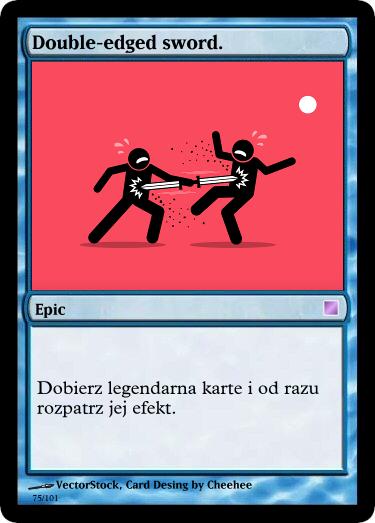 Double-edged sword.
Epic
Dobierz legendarna karte i od razu
rozpatrz jej efekt.
VectorStock, Card Desing by Cheehee
75/101